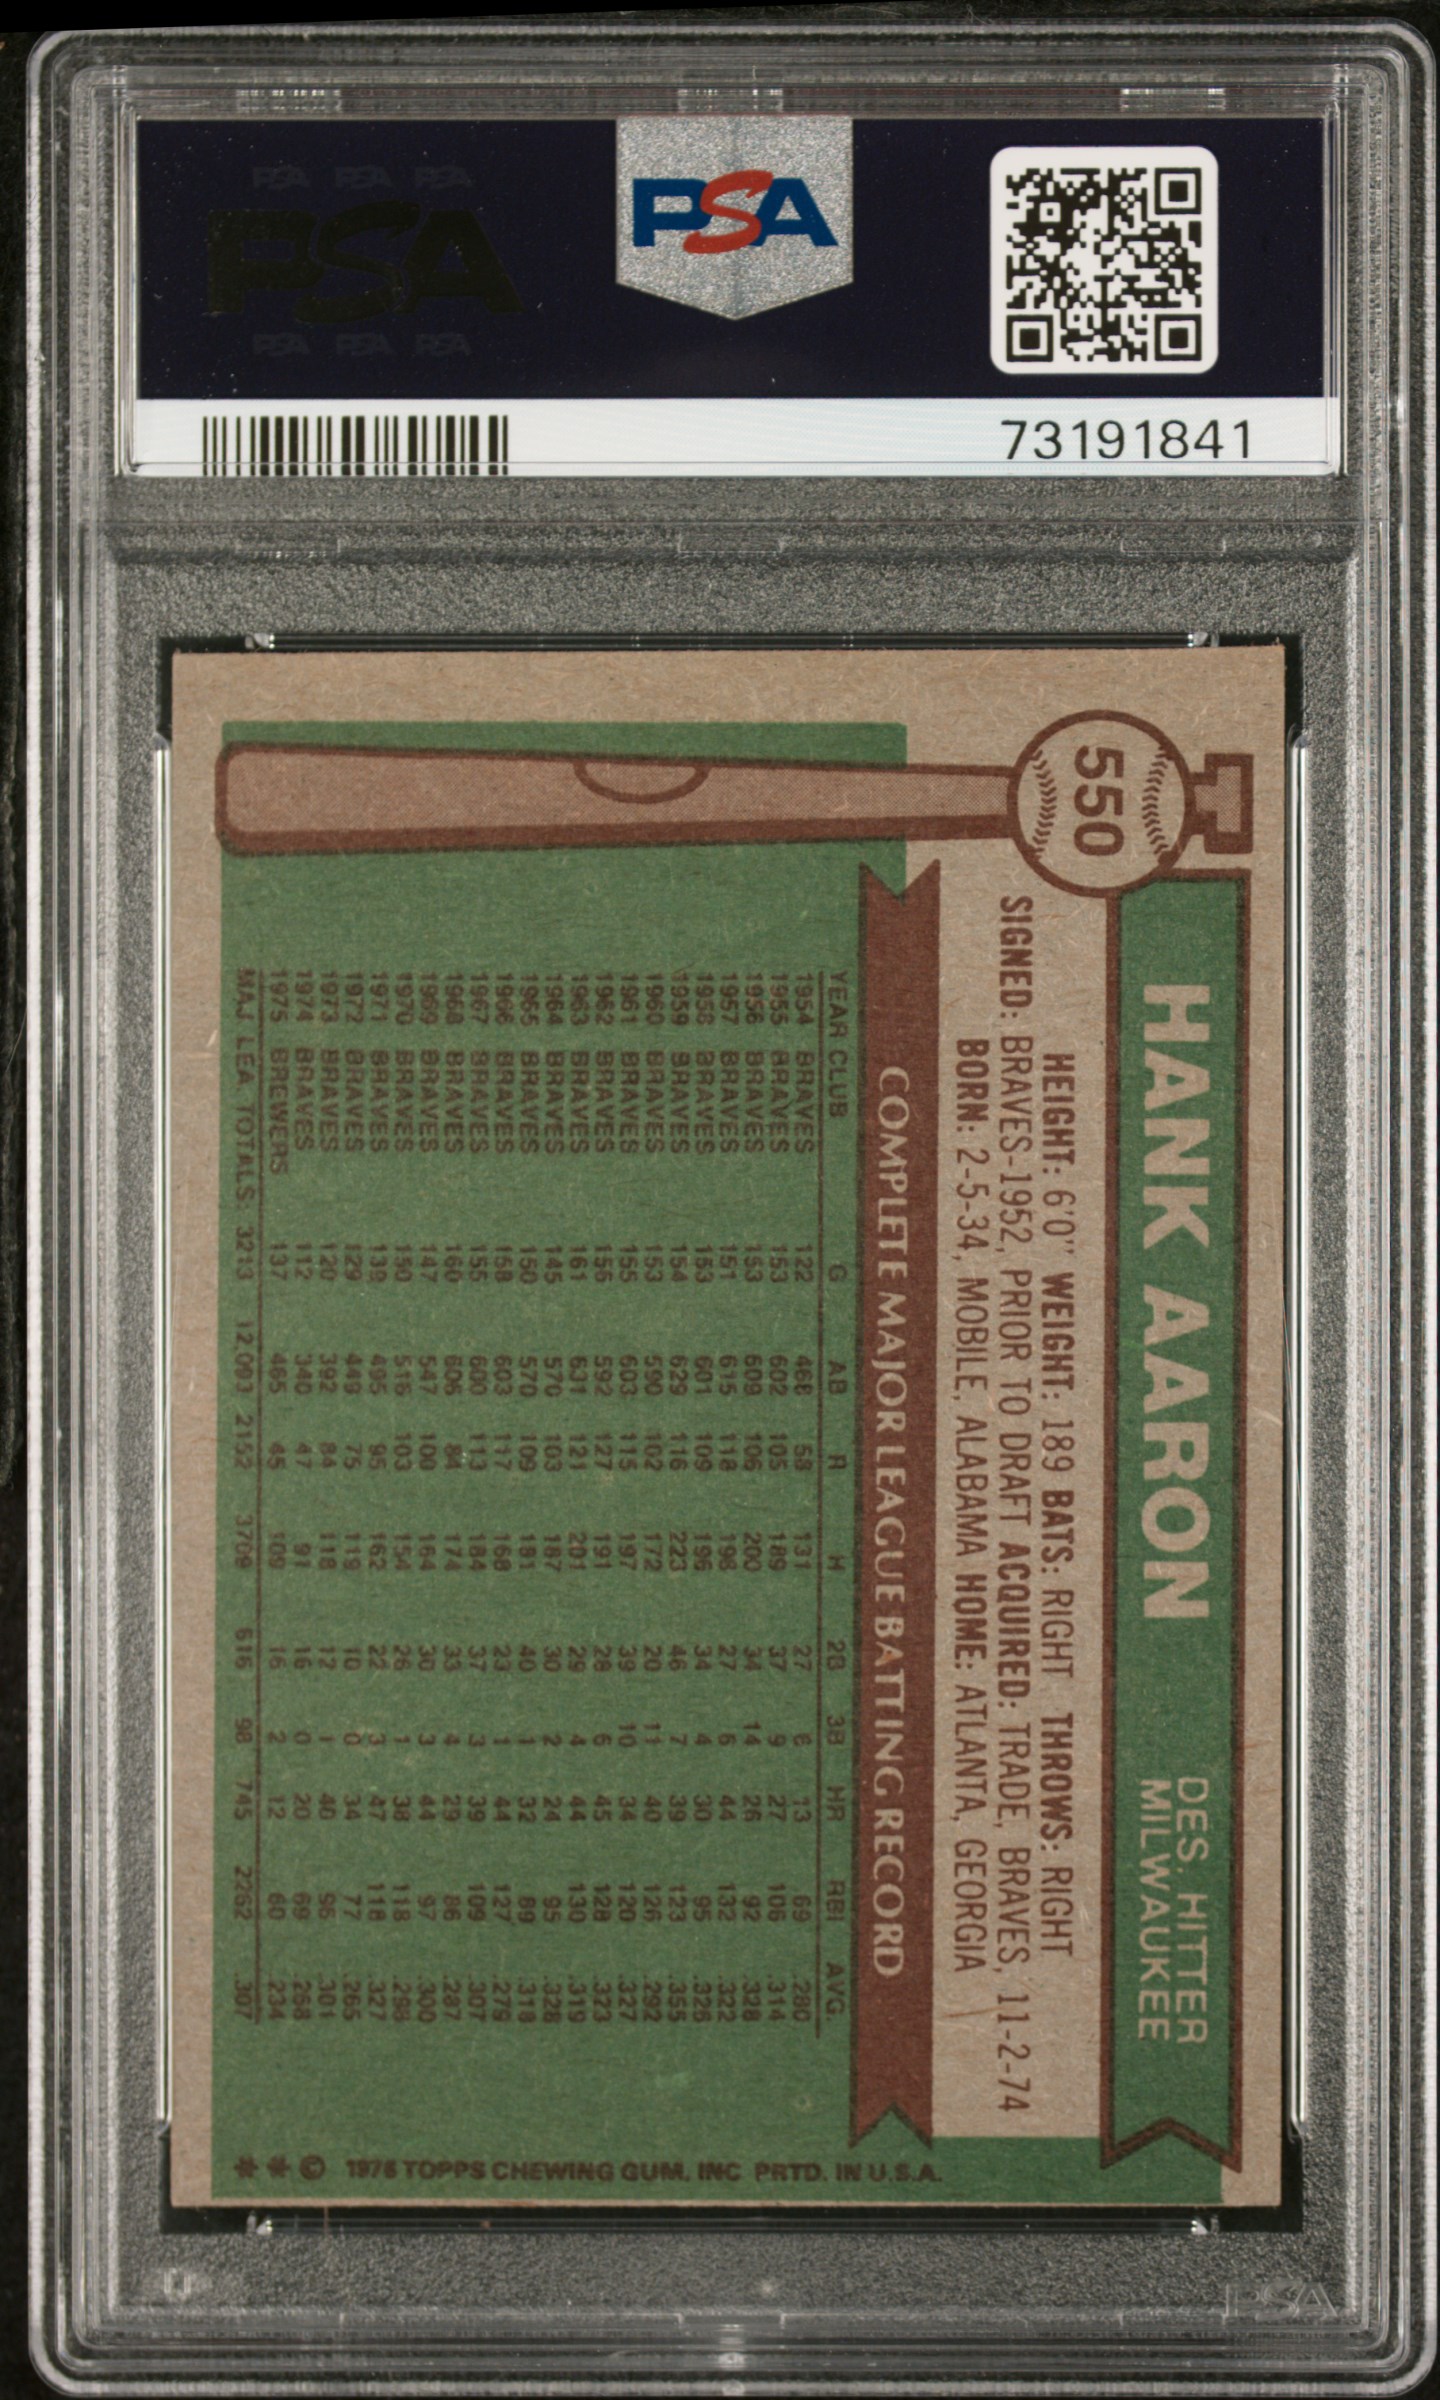 PSA PSA PSA
PSA
PSA PSA PSA
PSA
73191841
550
HANK AARON
DES. HITTER
MILWAUKEE
HEIGHT: 6'0" WEIGHT: 189 BATS: RIGHT THROWS: RIGHT
SIGNED: BRAVES-1952, PRIOR TO DRAFT ACQUIRED: TRADE, BRAVES, 11-2-74
BORN: 2-5-34, MOBILE, ALABAMA HOME: ATLANTA, GEORGIA
COMPLETE MAJOR LEAGUE BATTING RECORD
YEAR CLUB G AB R H 2B 3B HR RBI AVG.
1954 BRAVES 122 468 58 131 27 6 13 69 .280
1955 BRAVES 153 602 105 189 37 9 27 106 .314
1956 BRAVES 153 609 106 200 34 14 26 92 .328
1957 BRAVES 151 615 118 198 27 6 44 132 .322
1958 BRAVES 153 601 109 196 34 4 30 95 .326
1959 BRAVES 154 629 116 223 46 7 39 123 .355
1960 BRAVES 153 590 102 172 20 11 40 126 .292
1961 BRAVES 155 603 115 197 39 10 34 120 .327
1962 BRAVES 156 592 127 191 28 6 45 128 .323
1963 BRAVES 161 631 121 201 29 4 44 130 .319
1964 BRAVES 145 570 103 187 30 2 24 95 .328
1965 BRAVES 150 570 109 181 40 1 32 89 .318
1966 BRAVES 158 603 117 168 23 1 44 127 .279
1967 BRAVES 155 600 113 184 37 3 39 109 .307
1968 BRAVES 160 606 84 174 33 4 29 86 .287
1969 BRAVES 147 547 100 164 30 3 44 97 .300
1970 BRAVES 150 516 103 154 26 1 38 118 .298
1971 BRAVES 139 495 95 162 22 3 47 118 .327
1972 BRAVES 129 449 75 119 10 0 34 77 .265
1973 BRAVES 120 392 84 118 12 1 40 96 .301
1974 BRAVES 112 340 47 91 16 0 20 69 .268
1975 BREWERS 137 465 45 109 16 2 12 60 .234
MAJ. LEA. TOTALS: 3213 12,093 2152 3709 616 98 745 2262 .307
** © 1976 TOPPS CHEWING GUM, INC PRTD. IN U.S.A.
PSA